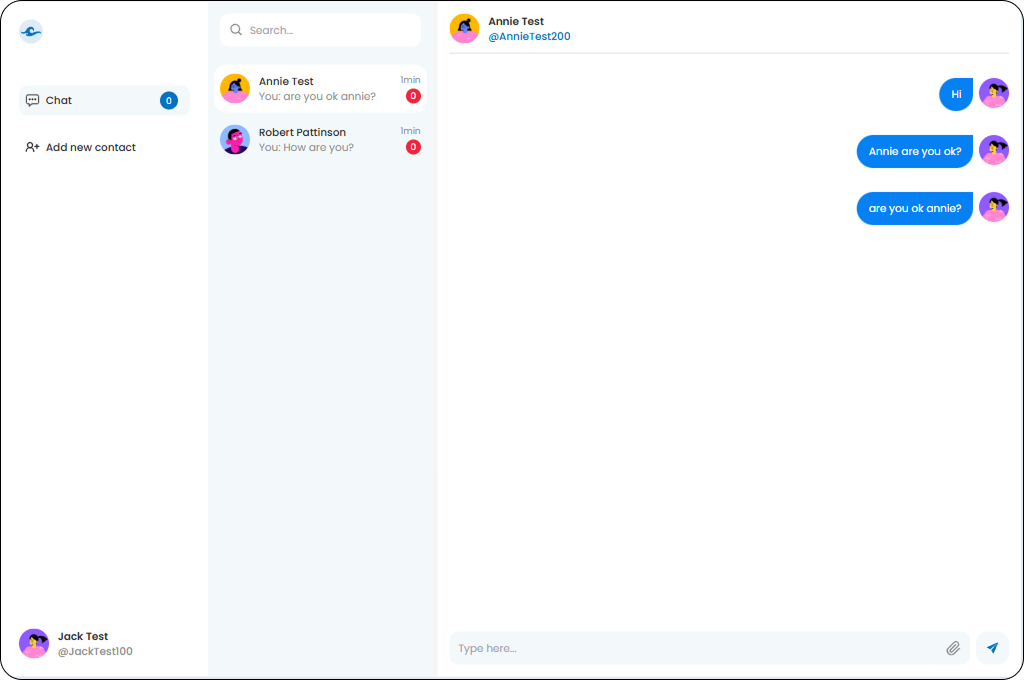 Chat
0
Add new contact
Jack Test
@JackTest100
Search...
Annie Test
1min
You: are you ok annie?
0
Robert Pattinson
1min
You: How are you?
0
Annie Test
@AnnieTest200
Hi
Annie are you ok?
are you ok annie?
Type here...